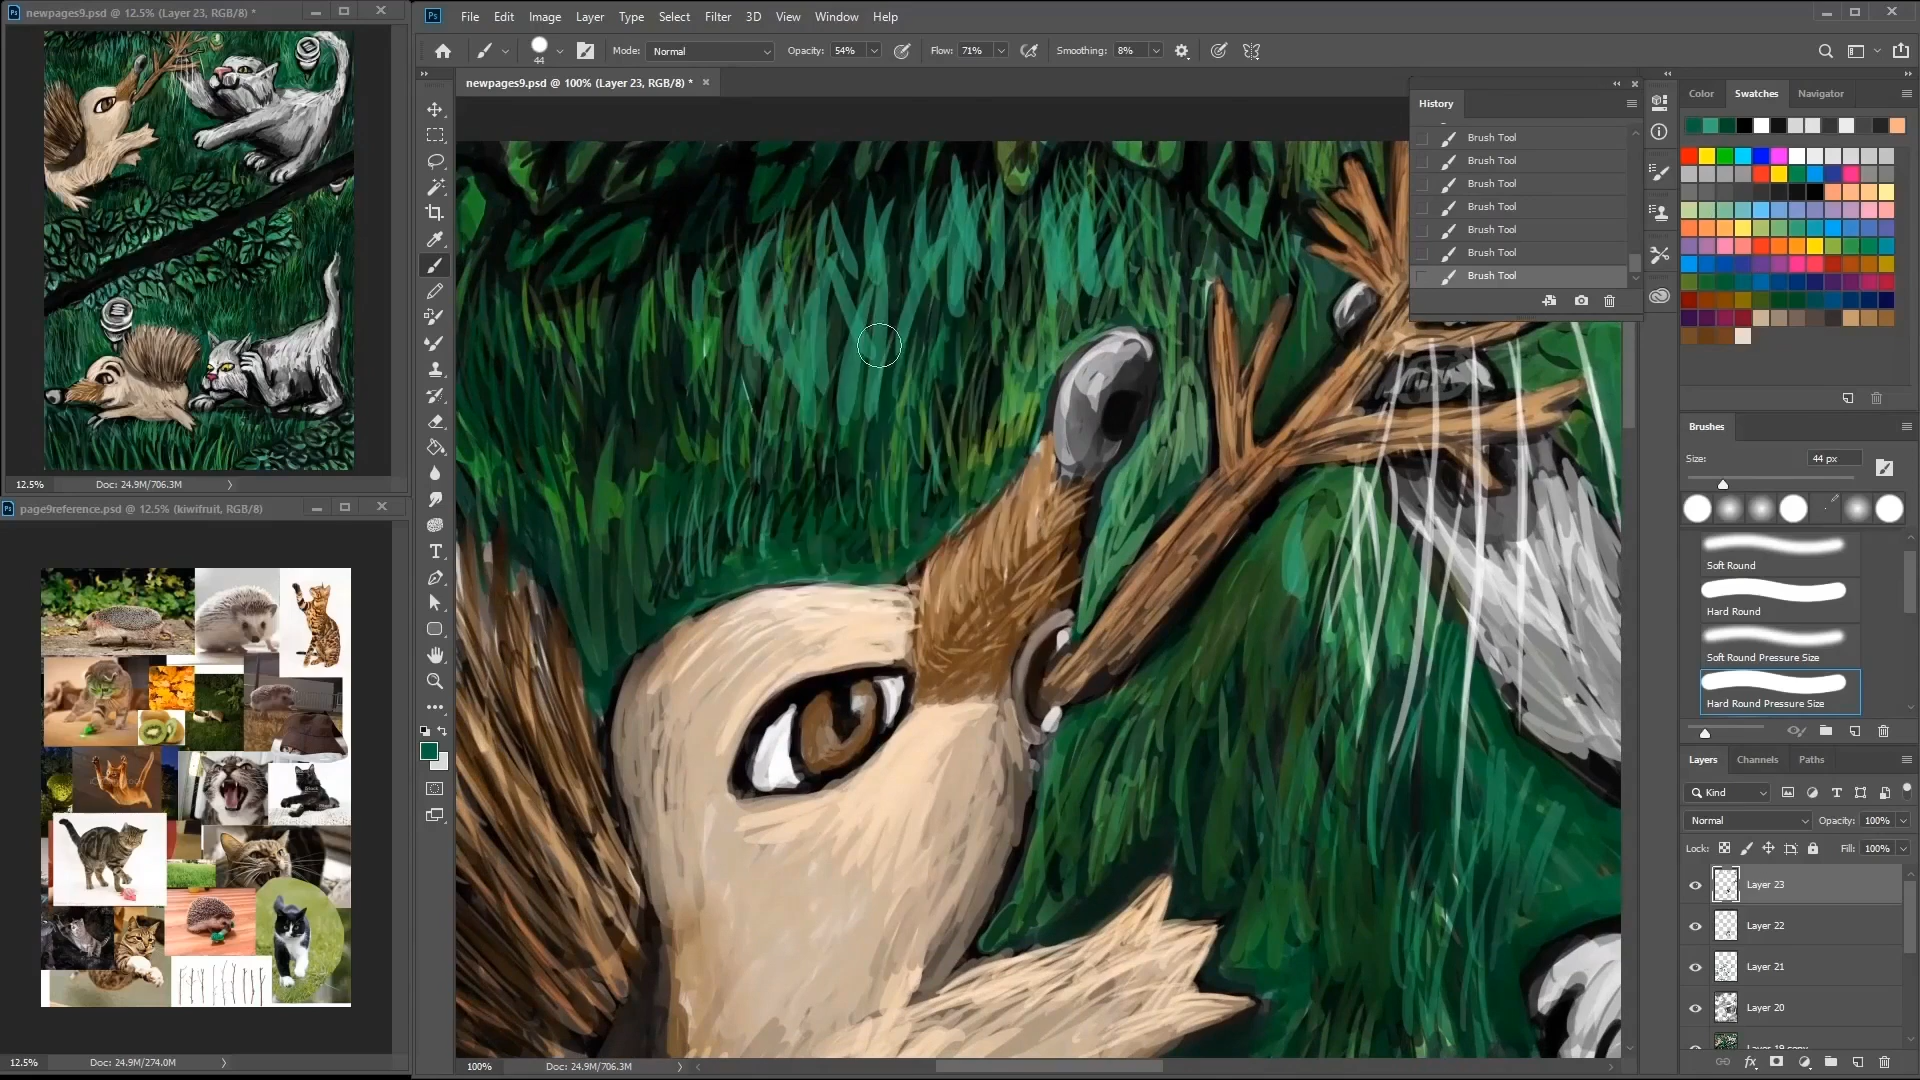 newpages9.psd @ 12.5% (Layer 23, RGB/8) *
12.5%
Doc: 24.9M/706.3M
page9reference.psd @ 12.5% (kiwifruit, RGB/8)
12.5%
Doc: 24.9M/274.0M
Ps
File Edit Image Layer Type Select Filter 3D View Window Help
44
Mode: Normal
Opacity: 54%
Flow: 71%
Smoothing: 8%
newpages9.psd @ 100% (Layer 23, RGB/8) *
100%
Doc: 24.9M/706.3M
History
Brush Tool
Brush Tool
Brush Tool
Brush Tool
Brush Tool
Brush Tool
Brush Tool
Color Swatches Navigator
Brushes
Size: 44 px
Soft Round
Hard Round
Soft Round Pressure Size
Hard Round Pressure Size
Layers Channels Paths
Kind
Normal
Opacity: 100%
Lock:
Fill: 100%
Layer 23
Layer 22
Layer 21
Layer 20
Layer 19 copy